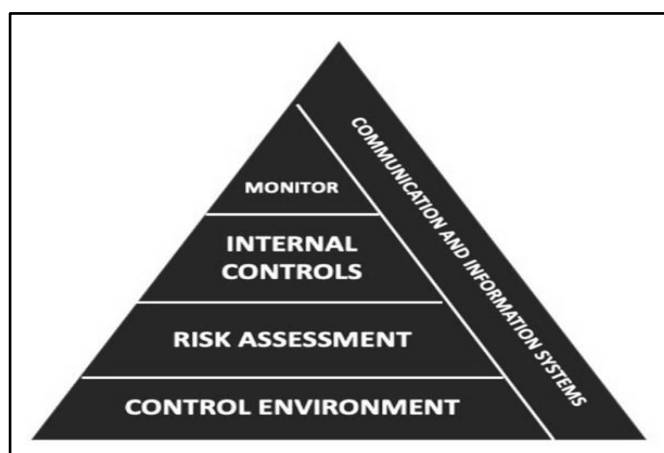 MONITOR
INTERNAL
CONTROLS
RISK ASSESSMENT
CONTROL ENVIRONMENT
COMMUNICATION AND INFORMATION SYSTEMS